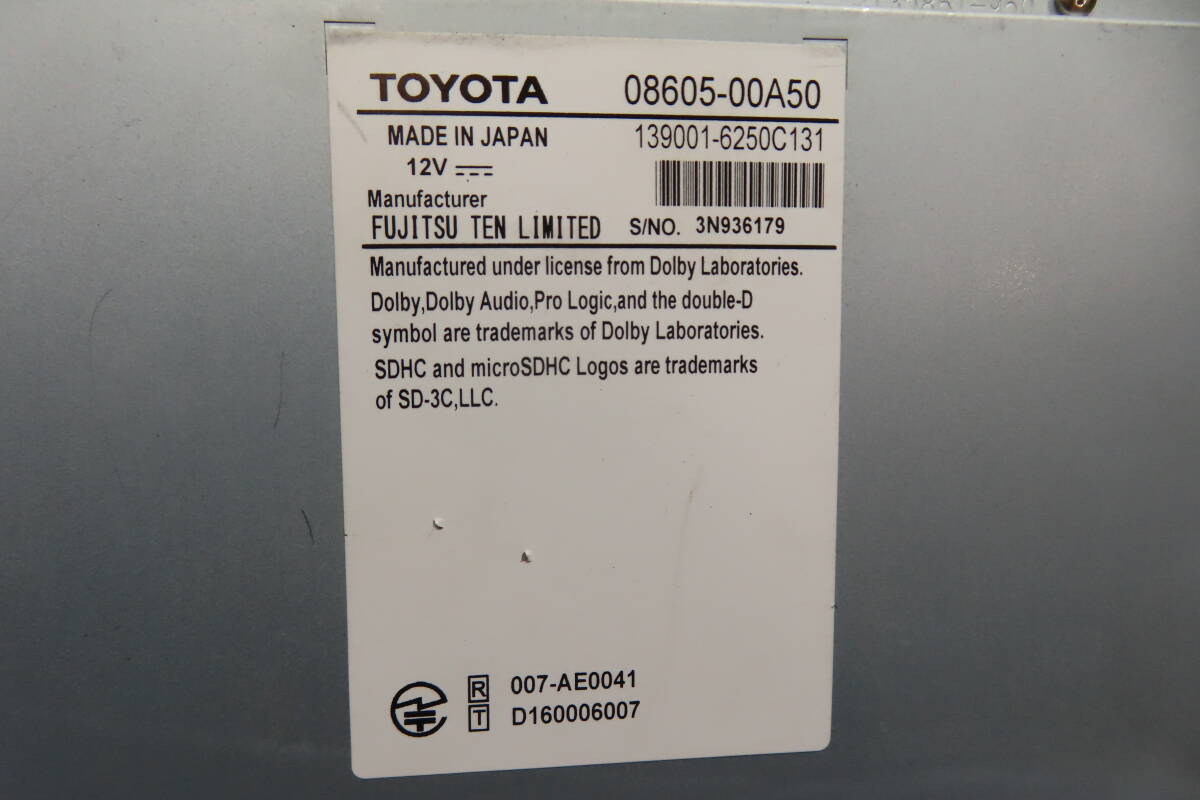 TOYOTA 08605-00A50
MADE IN JAPAN 139001-6250C131
12V
Manufacturer
FUJITSU TEN LIMITED S/NO. 3N936179
Manufactured under license from Dolby Laboratories.
Dolby,Dolby Audio,Pro Logic,and the double-D
symbol are trademarks of Dolby Laboratories.
SDHC and microSDHC Logos are trademarks
of SD-3C,LLC.
R 007-AE0041
T D160006007